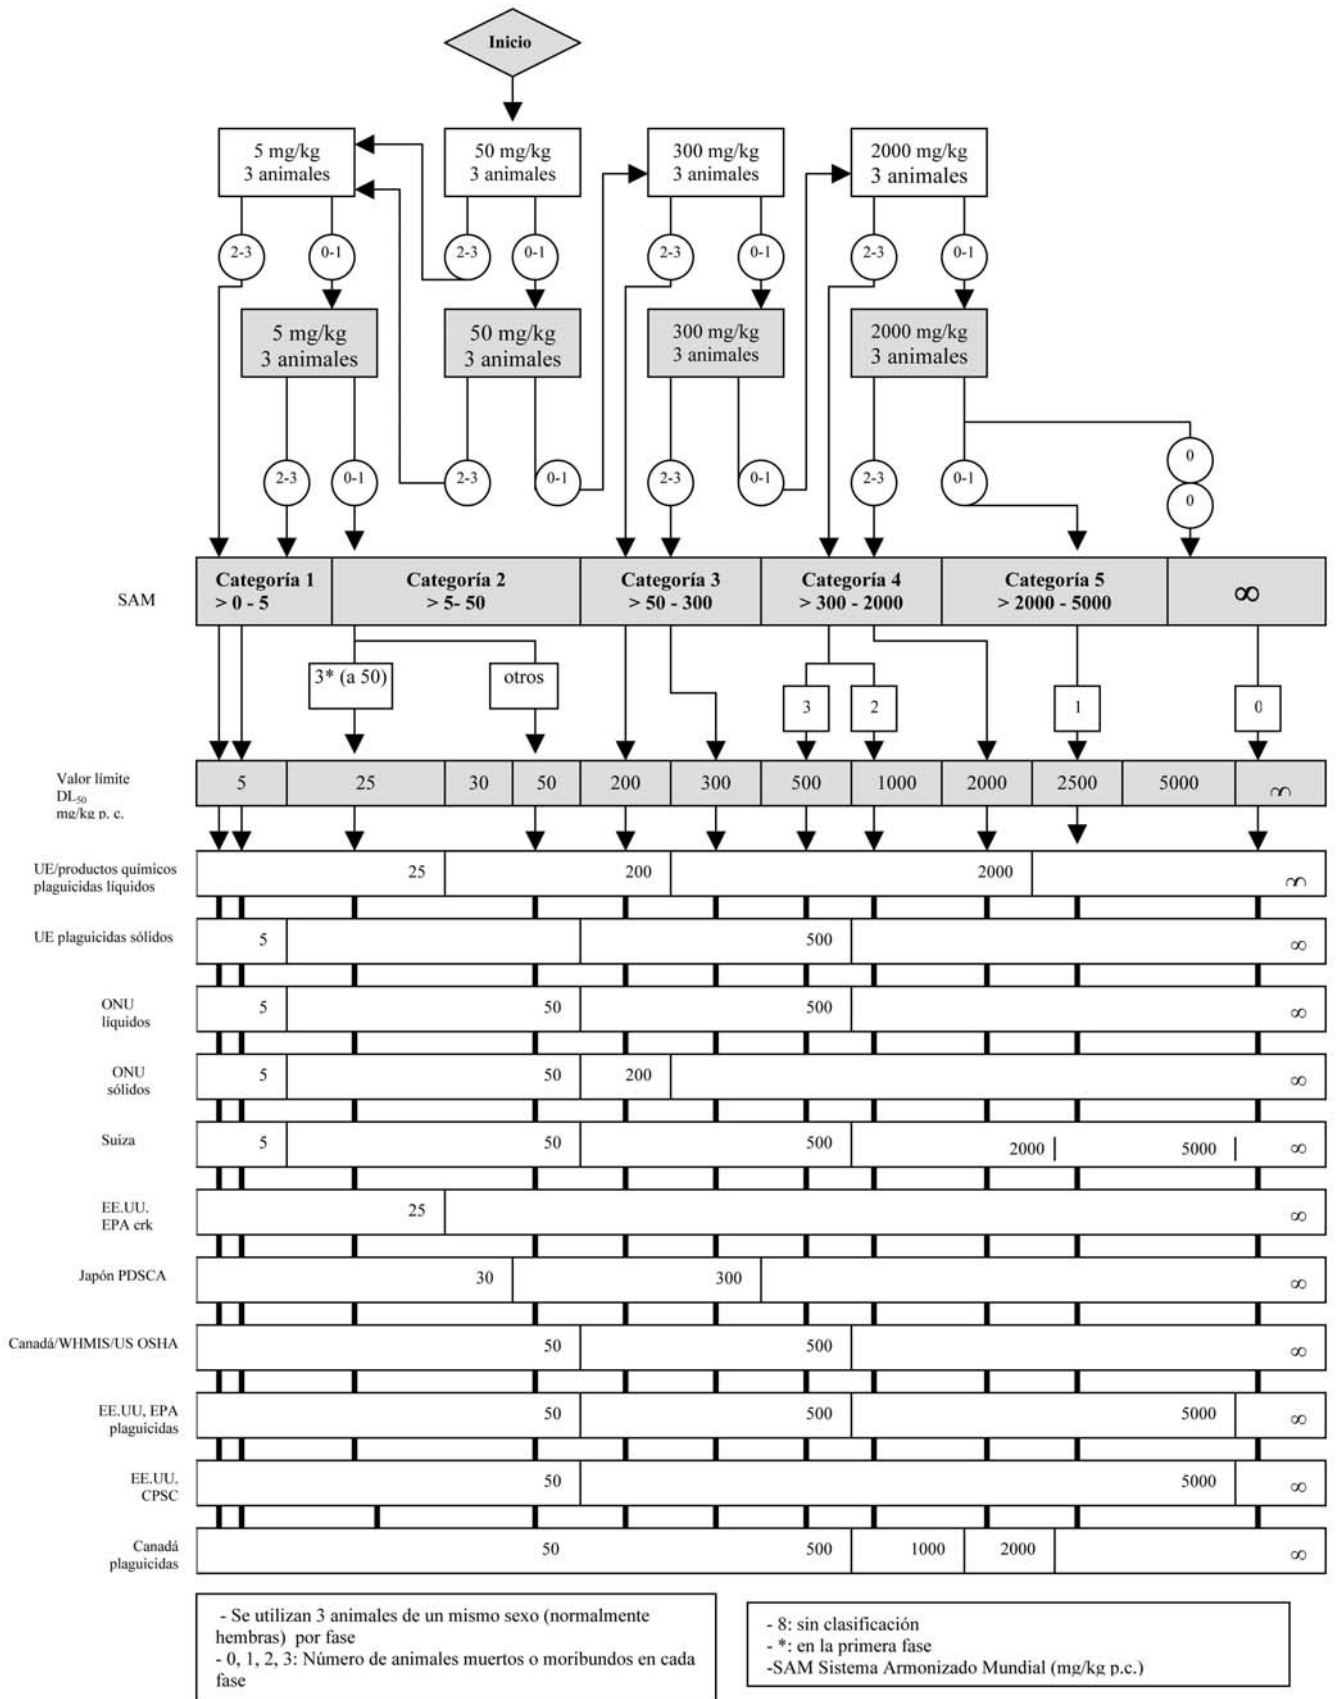 Inicio
5 mg/kg
3 animales
50 mg/kg
3 animales
300 mg/kg
3 animales
2000 mg/kg
3 animales
2-3
0-1
2-3
0-1
2-3
0-1
2-3
0-1
5 mg/kg
3 animales
50 mg/kg
3 animales
300 mg/kg
3 animales
2000 mg/kg
3 animales
2-3
0-1
2-3
0-1
2-3
0-1
2-3
0-1
0
0
SAM
Categoría 1
> 0 - 5
Categoría 2
> 5- 50
Categoría 3
> 50 - 300
Categoría 4
> 300 - 2000
Categoría 5
> 2000 - 5000
∞
3* (a 50)
otros
3
2
1
0
Valor límite
DL50
mg/kg p. c.
5
25
30
50
200
300
500
1000
2000
2500
5000
∞
UE/productos químicos
plaguicidas líquidos
25
200
2000
∞
UE plaguicidas sólidos
5
500
∞
ONU
líquidos
5
50
500
∞
ONU
sólidos
5
50
200
∞
Suiza
5
50
500
2000
5000
∞
EE.UU.
EPA crk
25
∞
Japón PDSCA
30
300
∞
Canadá/WHMIS/US OSHA
50
500
∞
EE.UU, EPA
plaguicidas
50
500
5000
∞
EE.UU.
CPSC
50
5000
∞
Canadá
plaguicidas
50
500
1000
2000
∞
- Se utilizan 3 animales de un mismo sexo (normalmente
hembras) por fase
- 0, 1, 2, 3: Número de animales muertos o moribundos en cada
fase
- 8: sin clasificación
- *: en la primera fase
-SAM Sistema Armonizado Mundial (mg/kg p.c.)